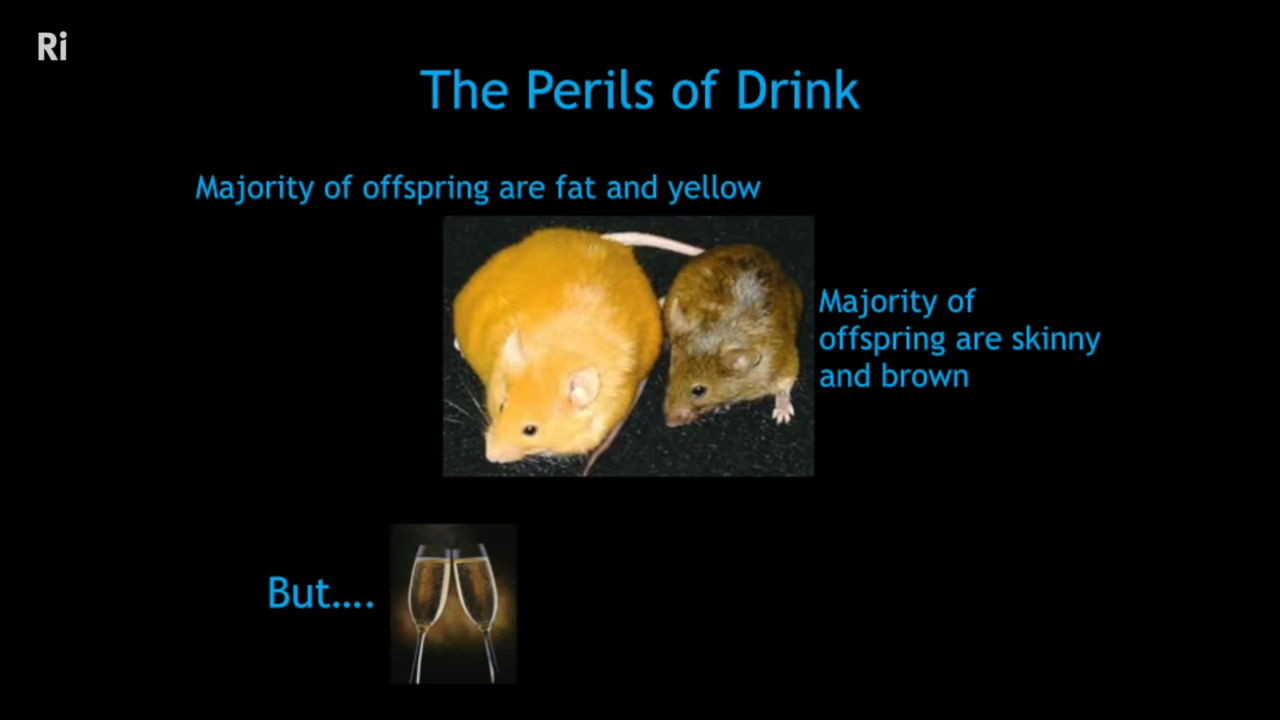 Ri
The Perils of Drink
Majority of offspring are fat and yellow
Majority of
offspring are skinny
and brown
But....